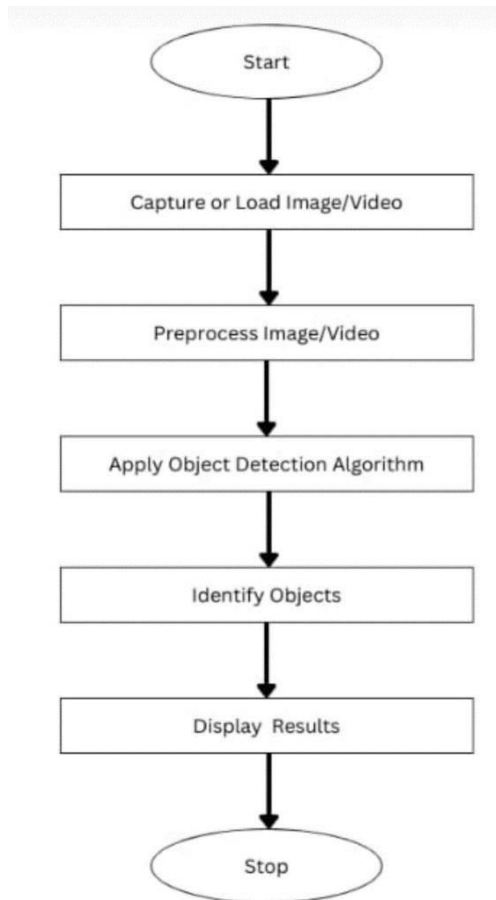 Start
Capture or Load Image/Video
Preprocess Image/Video
Apply Object Detection Algorithm
Identify Objects
Display Results
Stop